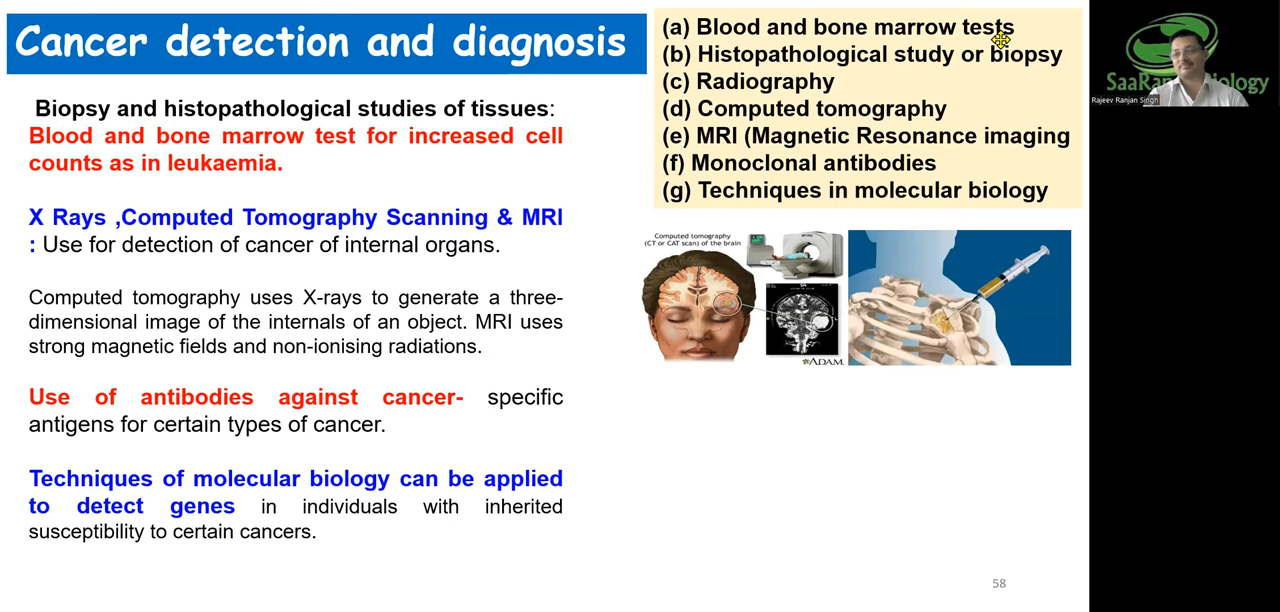 Cancer detection and diagnosis
Biopsy and histopathological studies of tissues:
Blood and bone marrow test for increased cell
counts as in leukaemia.
X Rays ,Computed Tomography Scanning & MRI
: Use for detection of cancer of internal organs.
Computed tomography uses X-rays to generate a three-
dimensional image of the internals of an object. MRI uses
strong magnetic fields and non-ionising radiations.
Use of antibodies against cancer- specific
antigens for certain types of cancer.
Techniques of molecular biology can be applied
to detect genes in individuals with inherited
susceptibility to certain cancers.
(a) Blood and bone marrow tests
(b) Histopathological study or biopsy
(c) Radiography
(d) Computed tomography
(e) MRI (Magnetic Resonance imaging
(f) Monoclonal antibodies
(g) Techniques in molecular biology
Computed tomography
(CT or CAT scan) of the brain
ADAM.
58
Rajeev Ranjan Singh